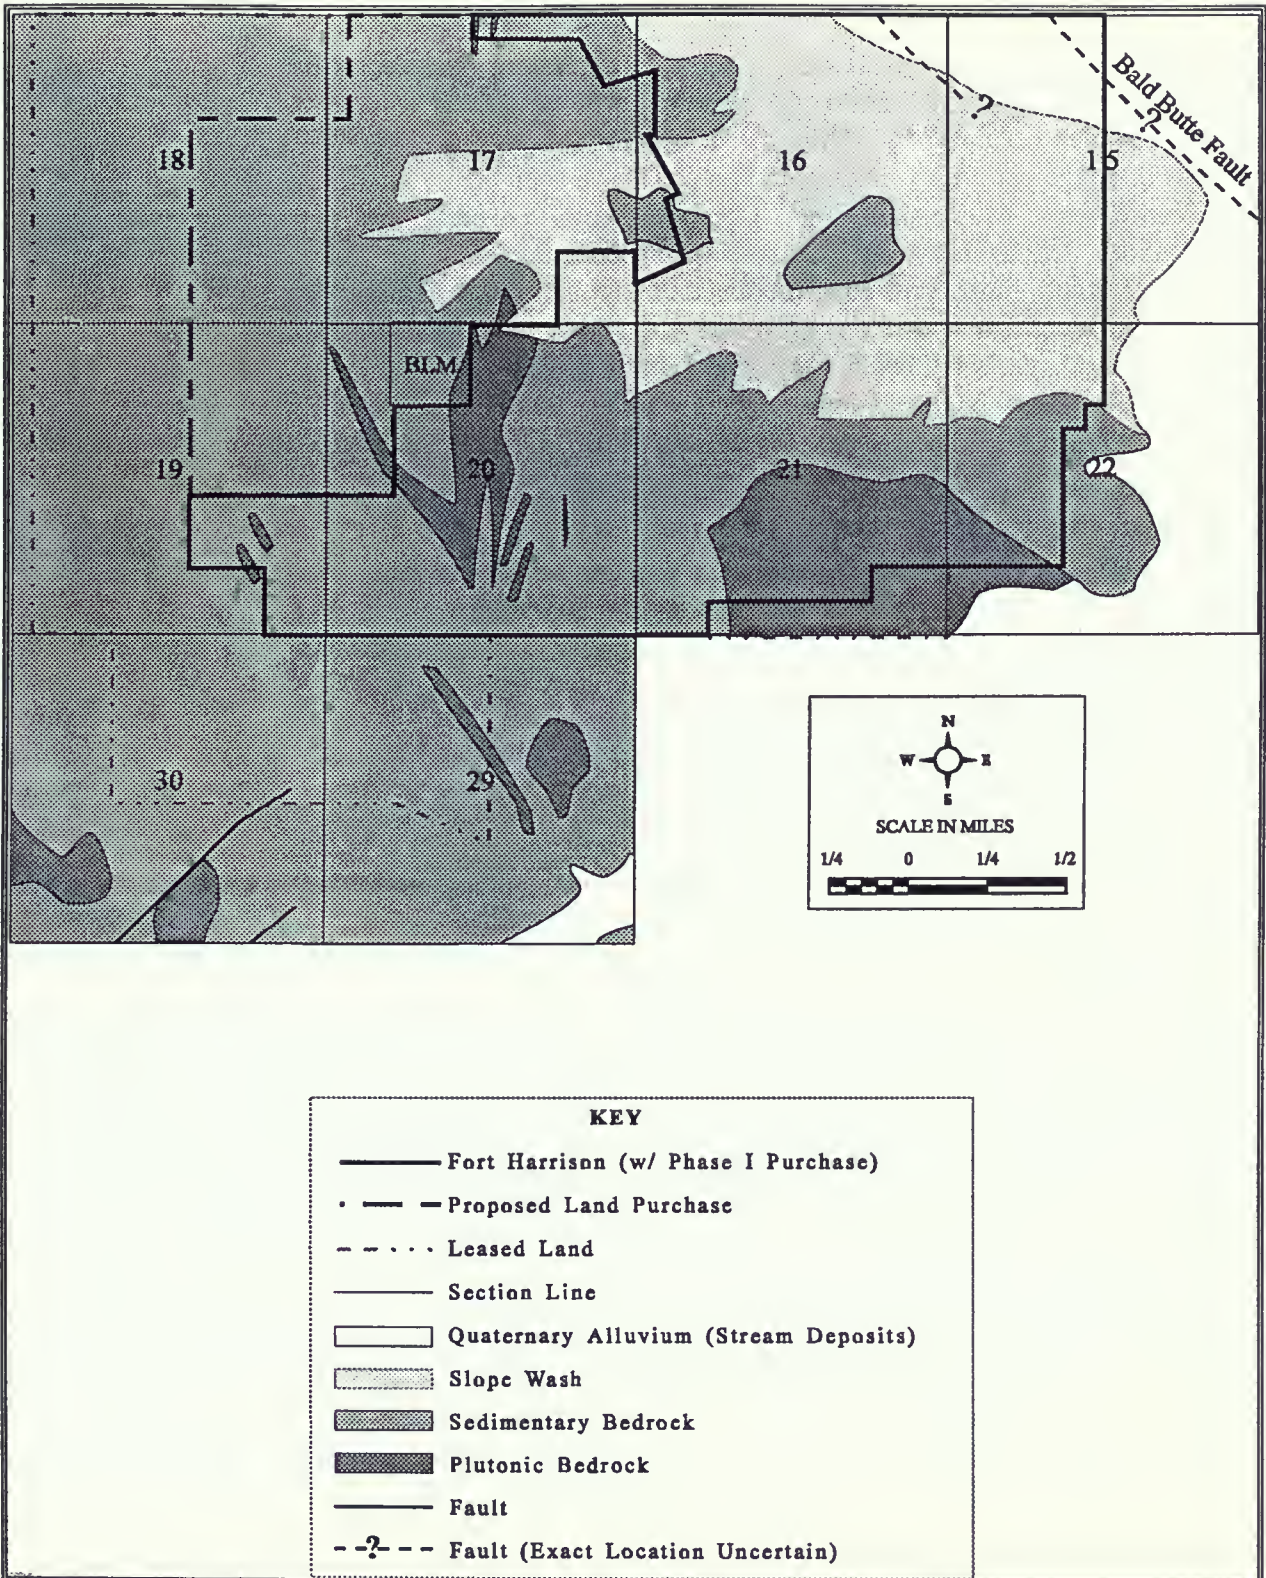 Bald Butte Fault
?
?
18
17
16
15
BLM
19
20
21
22
30
29
N
W E
S
SCALE IN MILES
1/4 0 1/4 1/2
KEY
Fort Harrison (w/ Phase I Purchase)
Proposed Land Purchase
Leased Land
Section Line
Quaternary Alluvium (Stream Deposits)
Slope Wash
Sedimentary Bedrock
Plutonic Bedrock
Fault
? Fault (Exact Location Uncertain)